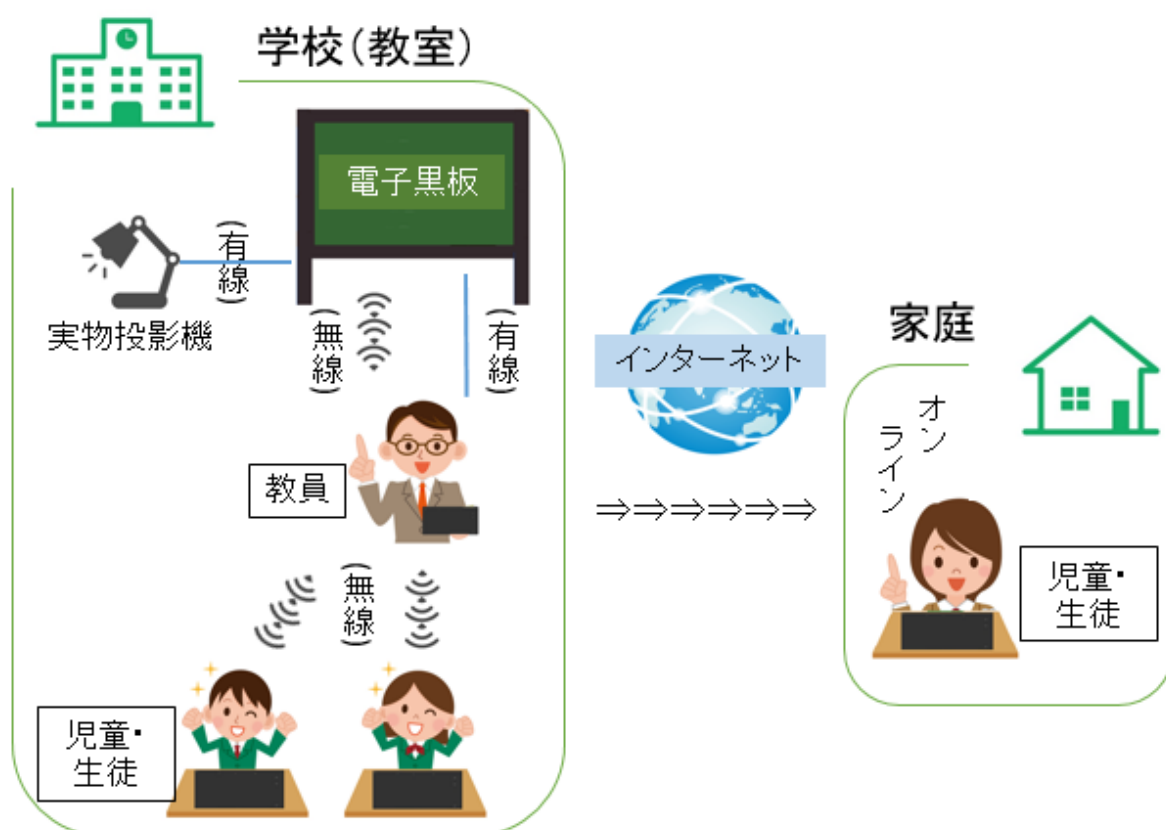 学校(教室)
電子黒板
(有線)
実物投影機
(無線)
(有線)
教員
(無線)
児童・
生徒
インターネット
⇒⇒⇒⇒⇒⇒
家庭
オン
ライン
児童・
生徒